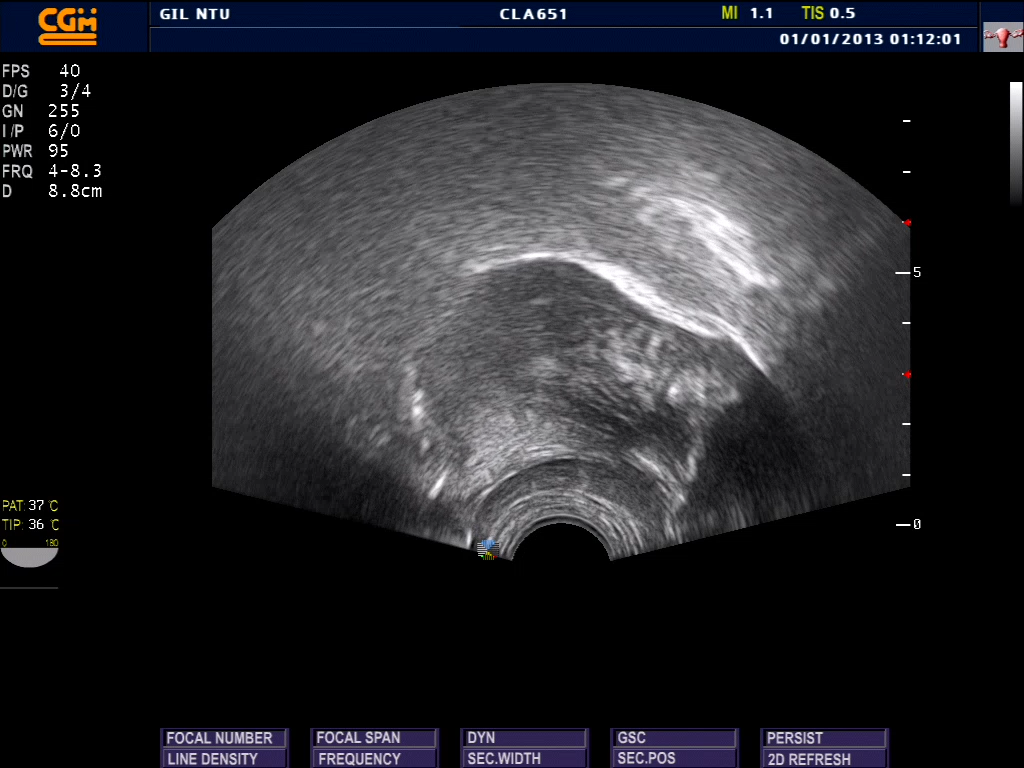 CGM
GIL NTU CLA651 MI 1.1 TIS 0.5
01/01/2013 01:12:01
FPS 40
D/G 3/4
GN 255
I/P 6/0
PWR 95
FRQ 4-8.3
D 8.8cm
5
PAT: 37 °C
TIP: 36 °C
0 180
0
FOCAL NUMBER FOCAL SPAN DYN GSC PERSIST
LINE DENSITY FREQUENCY SEC.WIDTH SEC.POS 2D REFRESH